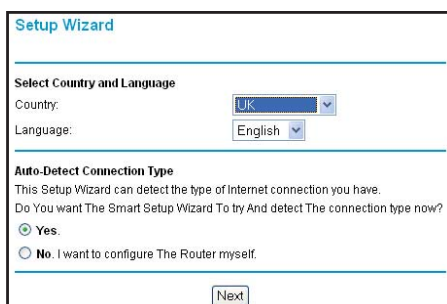 Setup Wizard
Select Country and Language
Country: UK
Language: English
Auto-Detect Connection Type
This Setup Wizard can detect the type of Internet connection you have.
Do You Want The Smart Setup Wizard To try And detect The connection type now?
Yes.
No. I want to configure The Router myself.
Next